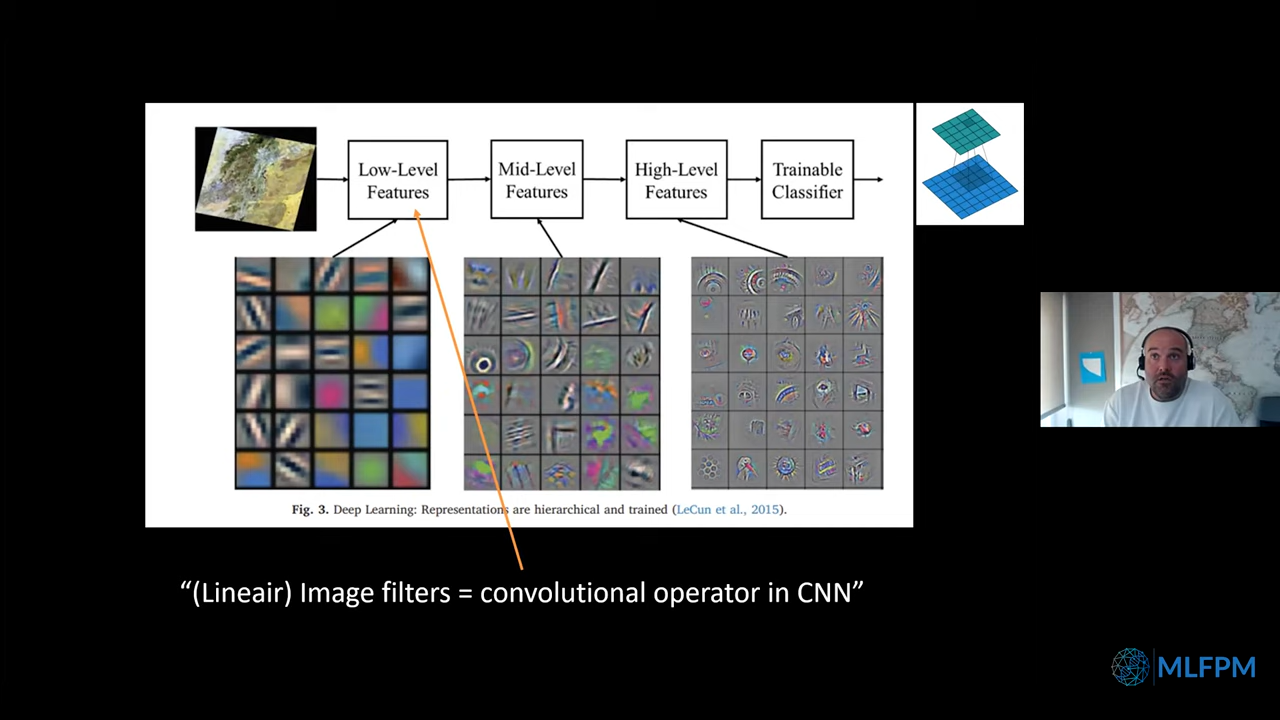 Low-Level
Features
Mid-Level
Features
High-Level
Features
Trainable
Classifier
Fig. 3. Deep Learning: Representations are hierarchical and trained (LeCun et al., 2015).
“(Lineair) Image filters = convolutional operator in CNN”
MLFPM